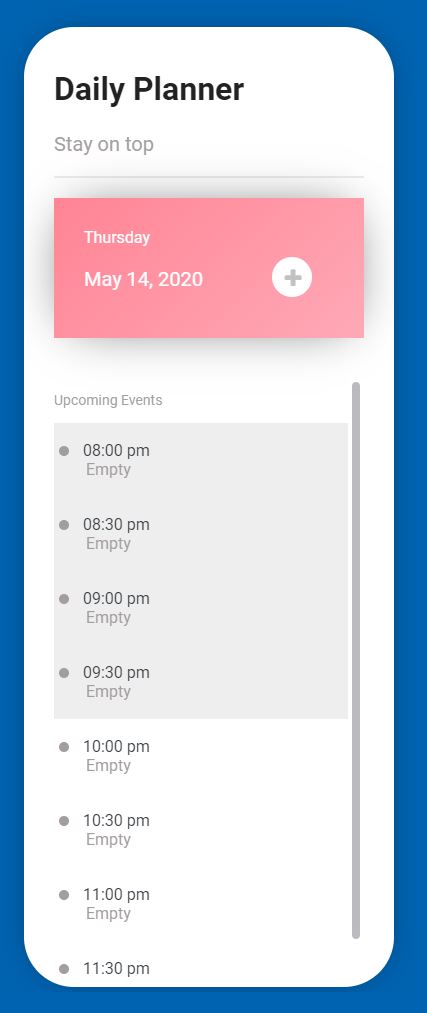 Daily Planner
Stay on top
Thursday
May 14, 2020
Upcoming Events
08:00 pm
Empty
08:30 pm
Empty
09:00 pm
Empty
09:30 pm
Empty
10:00 pm
Empty
10:30 pm
Empty
11:00 pm
Empty
11:30 pm